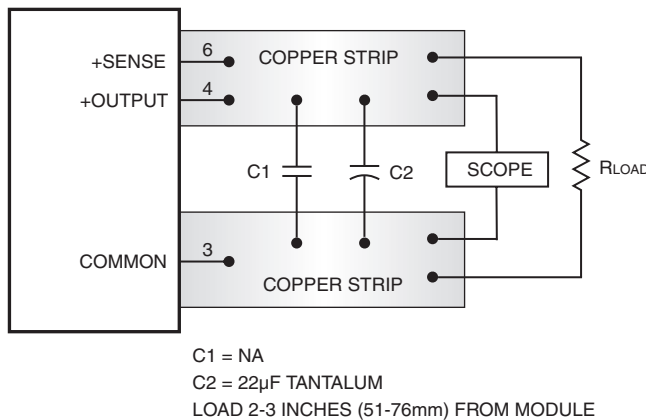 +SENSE 6 COPPER STRIP
+OUTPUT 4
C1 C2 SCOPE RLOAD
COMMON 3
COPPER STRIP
C1 = NA
C2 = 22µF TANTALUM
LOAD 2-3 INCHES (51-76mm) FROM MODULE